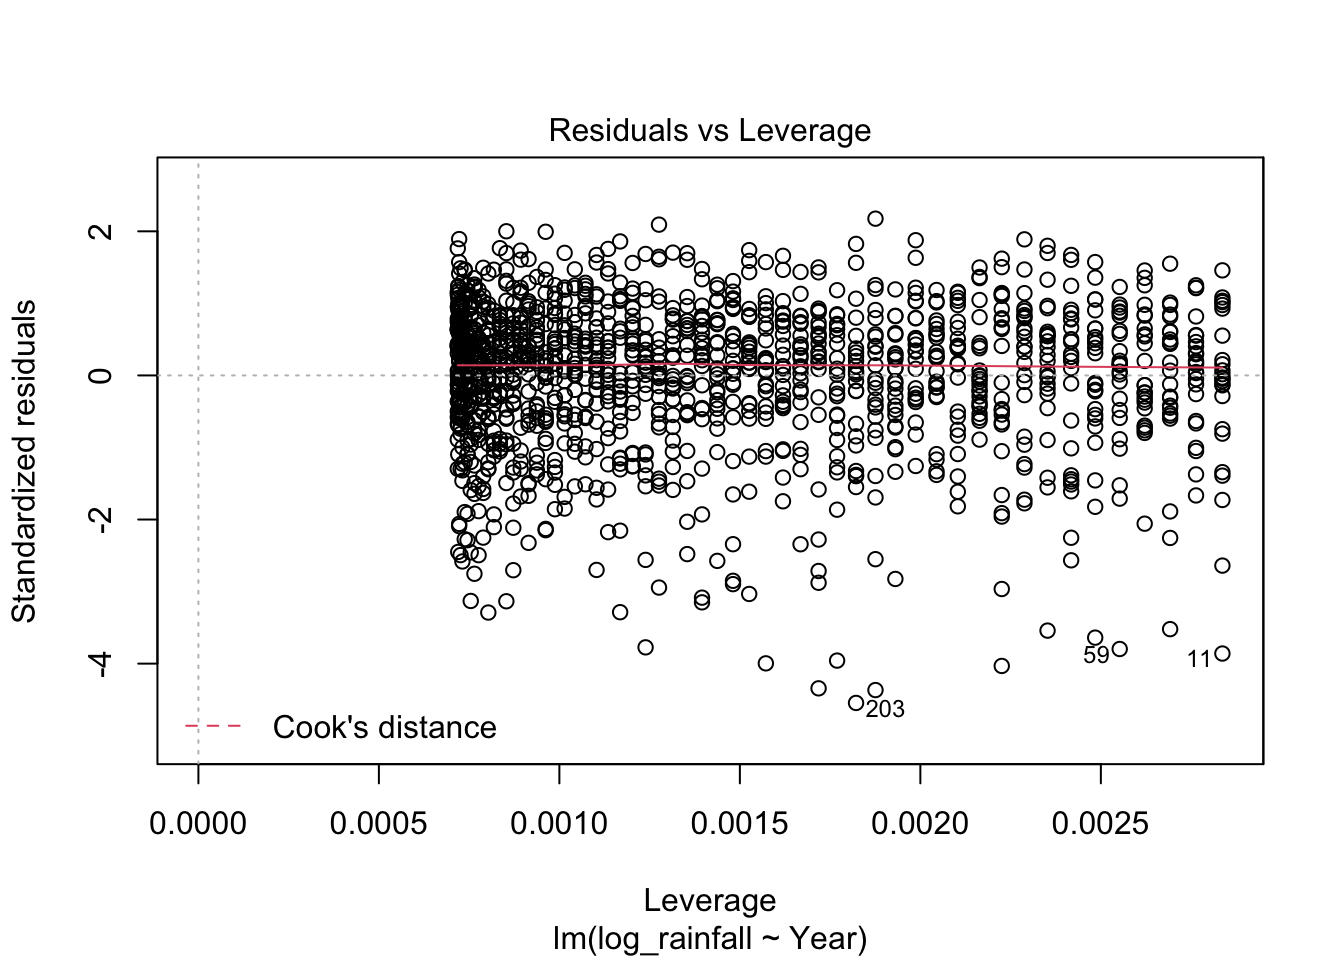 Residuals vs Leverage
Standardized residuals
2
0
-2
-4
59
11
203
Cook's distance
0.0000 0.0005 0.0010 0.0015 0.0020 0.0025
Leverage
lm(log_rainfall ~ Year)